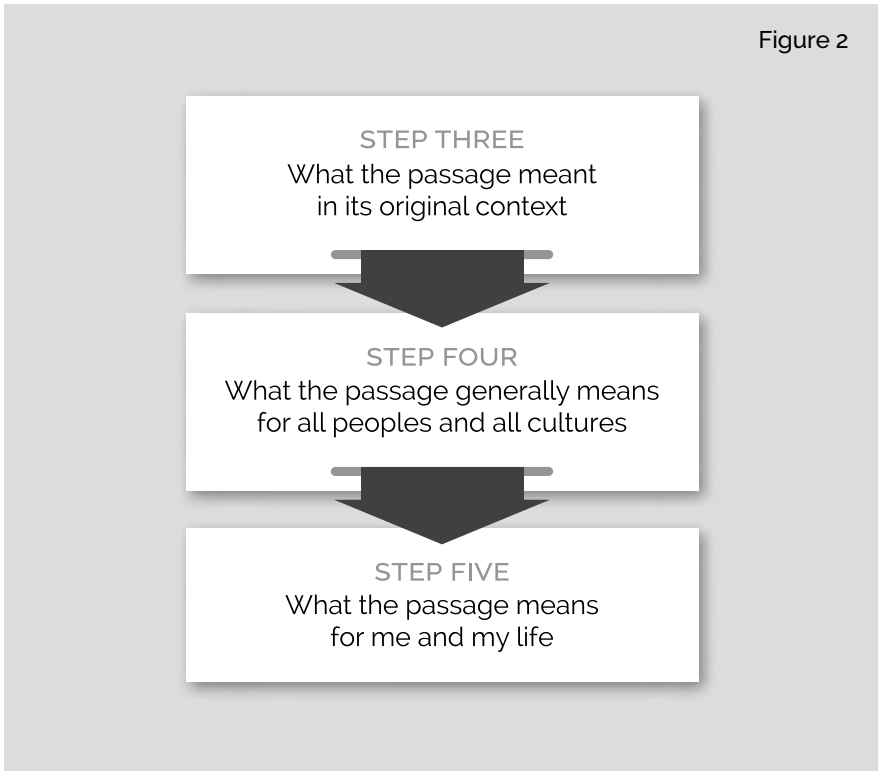 Figure 2
STEP THREE
What the passage meant
in its original context
STEP FOUR
What the passage generally means
for all peoples and all cultures
STEP FIVE
What the passage means
for me and my life